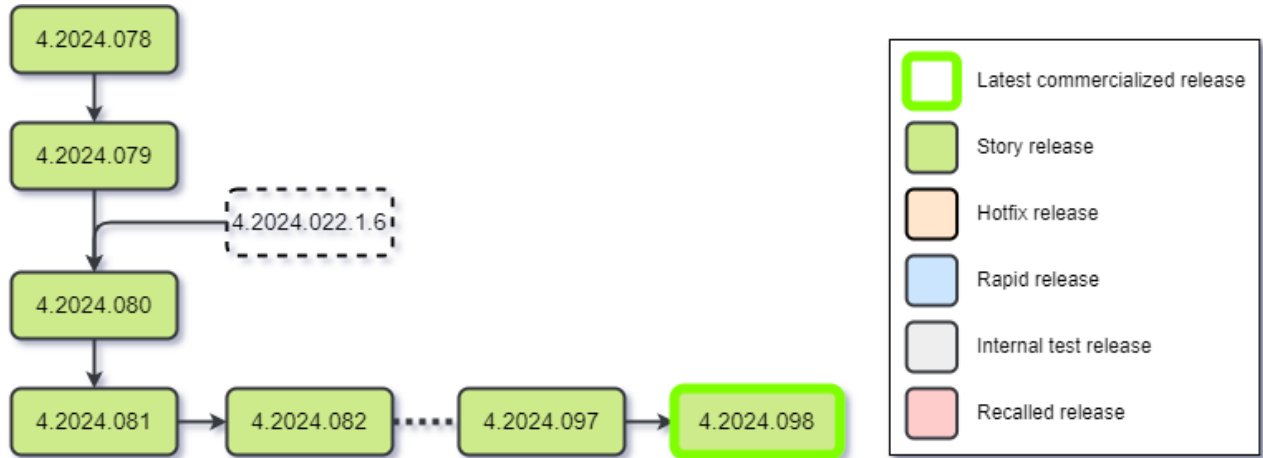 4.2024.078
4.2024.079
4.2024.022.1.6
4.2024.080
4.2024.081
4.2024.082
4.2024.097
4.2024.098
Latest commercialized release
Story release
Hotfix release
Rapid release
Internal test release
Recalled release